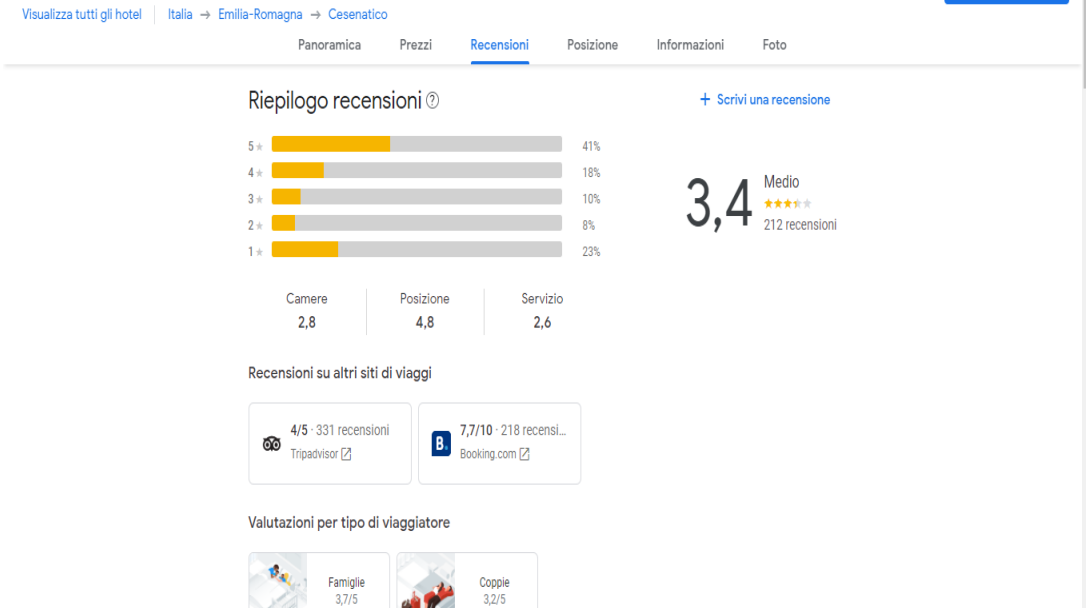 Visualizza tutti gli hotel Italia → Emilia-Romagna → Cesenatico
Panoramica Prezzi Recensioni Posizione Informazioni Foto
Riepilogo recensioni ?
+ Scrivi una recensione
5 ★ 41%
4 ★ 18%
3 ★ 10%
2 ★ 8%
1 ★ 23%
3,4
Medio
212 recensioni
Camere Posizione Servizio
2,8 4,8 2,6
Recensioni su altri siti di viaggi
4/5 · 331 recensioni
Tripadvisor
B.
7,7/10 · 218 recensi...
Booking.com
Valutazioni per tipo di viaggiatore
Famiglie
3,7/5
Coppie
3,2/5